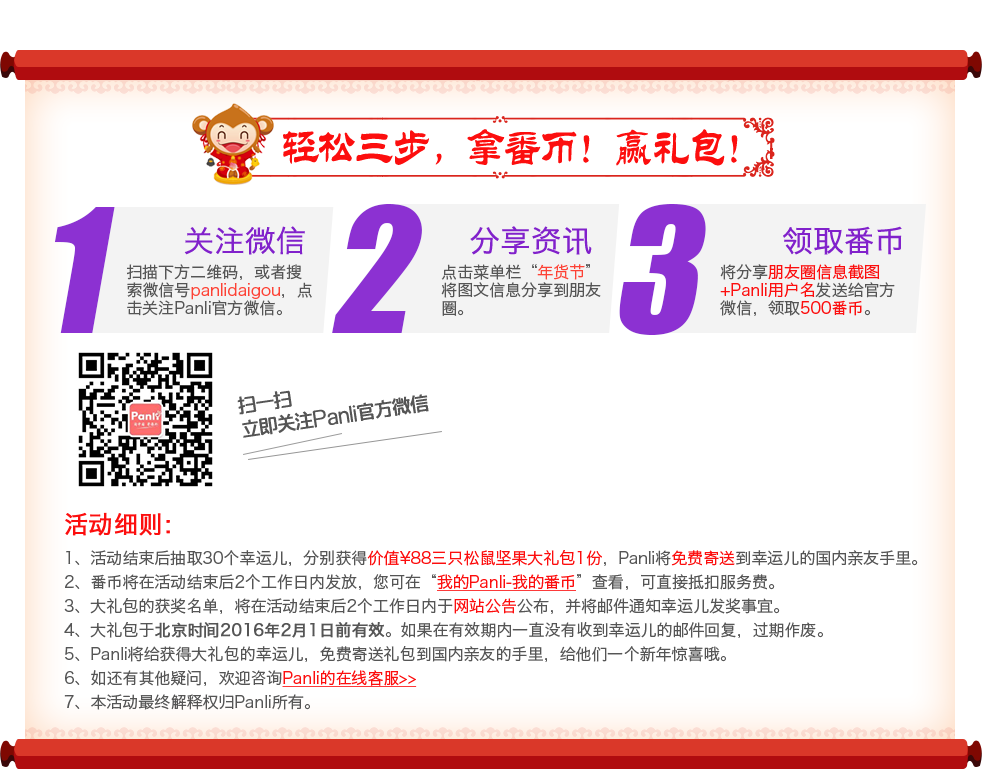 轻松三步，拿番币！赢礼包！
1
关注微信
扫描下方二维码，或者搜
索微信号panlidaigou，点
击关注Panli官方微信。
2
分享资讯
点击菜单栏“年货节”
将图文信息分享到朋友
圈。
3
领取番币
将分享朋友圈信息截图
+Panli用户名发送给官方
微信，领取500番币。
Panli
扫一扫
立即关注Panli官方微信
活动细则：
1、活动结束后抽取30个幸运儿，分别获得价值¥88三只松鼠坚果大礼包1份，Panli将免费寄送到幸运儿的国内亲友手里。
2、番币将在活动结束后2个工作日内发放，您可在“我的Panli-我的番币”查看，可直接抵扣服务费。
3、大礼包的获奖名单，将在活动结束后2个工作日内于网站公告公布，并将邮件通知幸运儿发奖事宜。
4、大礼包于北京时间2016年2月1日前有效。如果在有效期内一直没有收到幸运儿的邮件回复，过期作废。
5、Panli将给获得大礼包的幸运儿，免费寄送礼包到国内亲友的手里，给他们一个新年惊喜哦。
6、如还有其他疑问，欢迎咨询Panli的在线客服>>
7、本活动最终解释权归Panli所有。